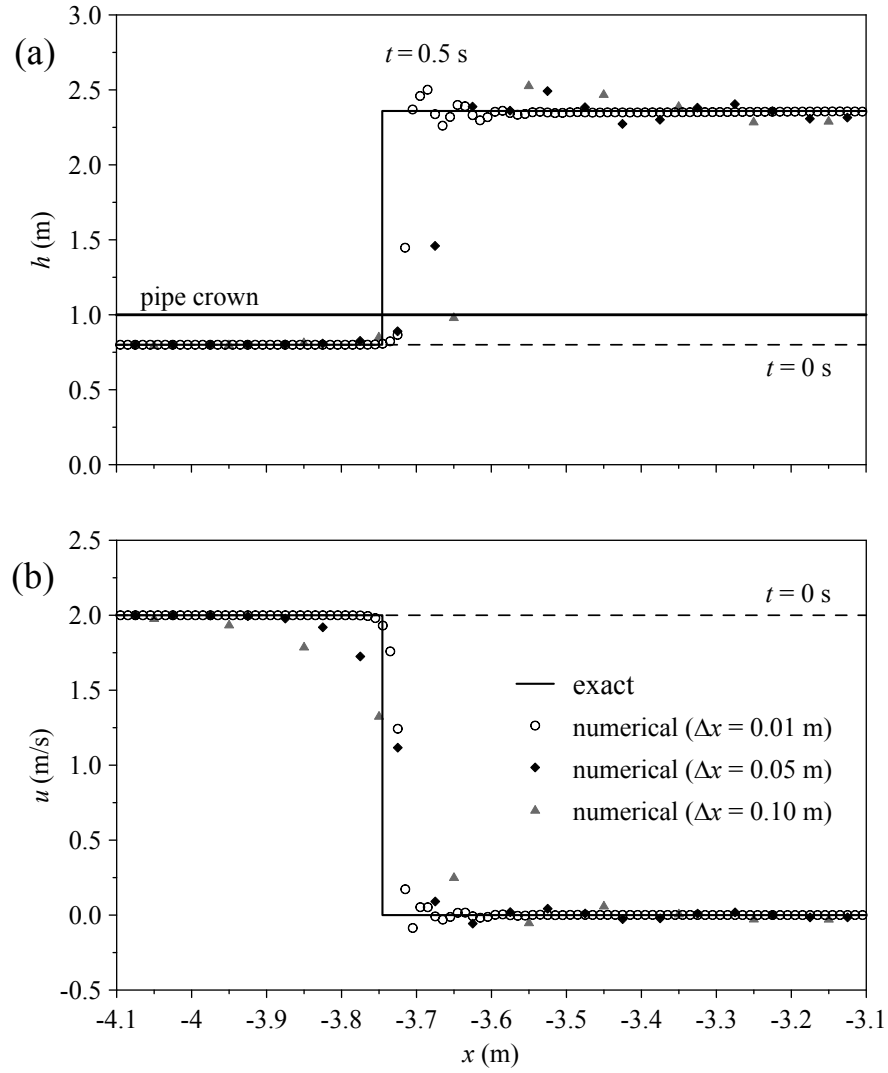 (a)
t = 0.5 s
3.0
2.5
2.0
1.5
1.0
0.5
0.0
h (m)
pipe crown
t = 0 s
(b)
2.5
2.0
1.5
1.0
0.5
0.0
-0.5
u (m/s)
t = 0 s
exact
numerical (Δx = 0.01 m)
numerical (Δx = 0.05 m)
numerical (Δx = 0.10 m)
-4.1 -4 -3.9 -3.8 -3.7 -3.6 -3.5 -3.4 -3.3 -3.2 -3.1
x (m)